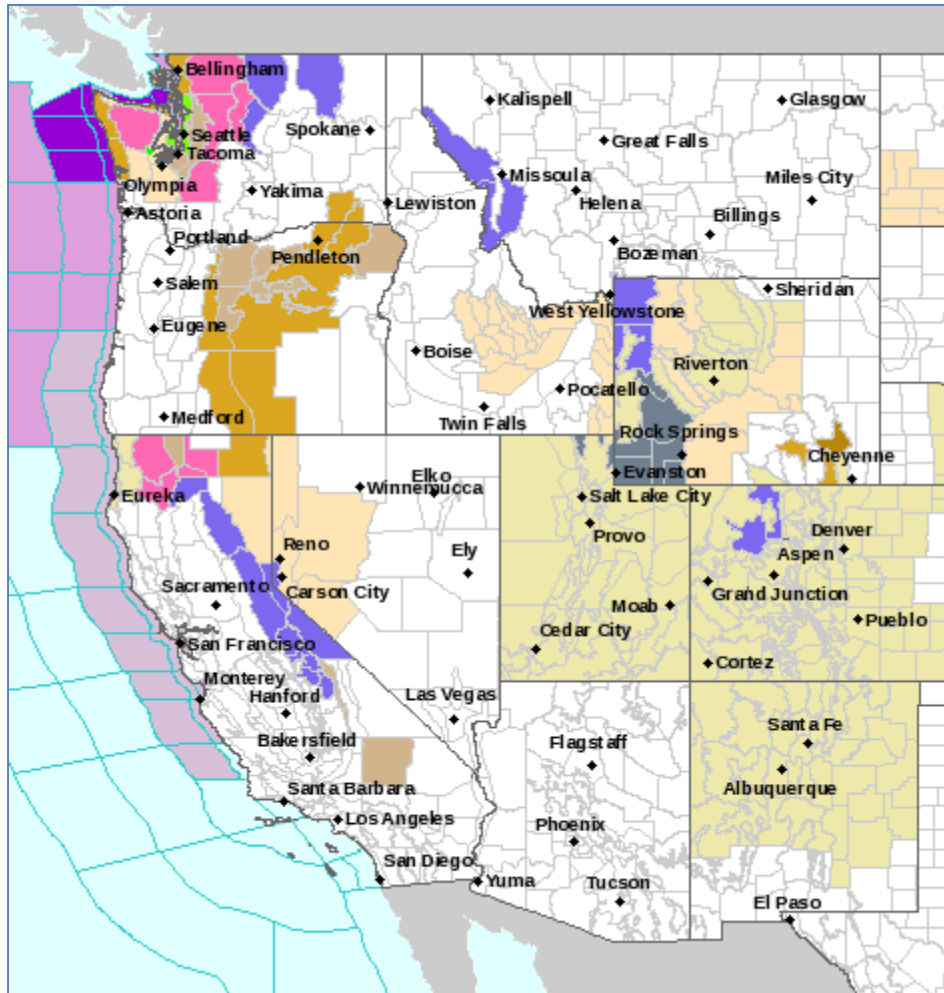 Bellingham
Kalispell
Glasgow
Seattle
Spokane
Great Falls
Tacoma
Missoula
Miles City
Olympia
Yakima
Helena
Lewiston
Billings
Astoria
Portland
Pendleton
Bozeman
Salem
Sheridan
West Yellowstone
Eugene
Boise
Riverton
Pocatello
Medford
Twin Falls
Rock Springs
Cheyenne
Evanston
Elko
Winnemucca
Eureka
Salt Lake City
Provo
Denver
Reno
Ely
Aspen
Sacramento
Carson City
Grand Junction
Moab
Pueblo
Cedar City
San Francisco
Cortez
Monterey
Hanford
Las Vegas
Santa Fe
Bakersfield
Flagstaff
Albuquerque
Santa Barbara
Los Angeles
Phoenix
San Diego
Yuma
Tucson
El Paso